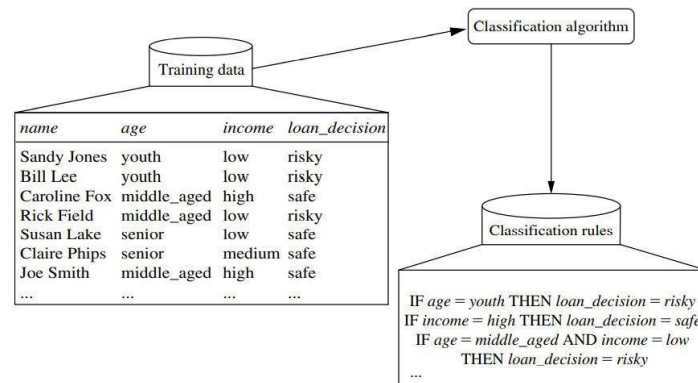 Classification algorithm
Training data
name age income loan_decision
Sandy Jones youth low risky
Bill Lee youth low risky
Caroline Fox middle_aged high safe
Rick Field middle_aged low risky
Susan Lake senior low safe
Claire Phips senior medium safe
Joe Smith middle_aged high safe
... ... ... ...
Classification rules
IF age = youth THEN loan_decision = risky
IF income = high THEN loan_decision = safe
IF age = middle_aged AND income = low
THEN loan_decision = risky
...